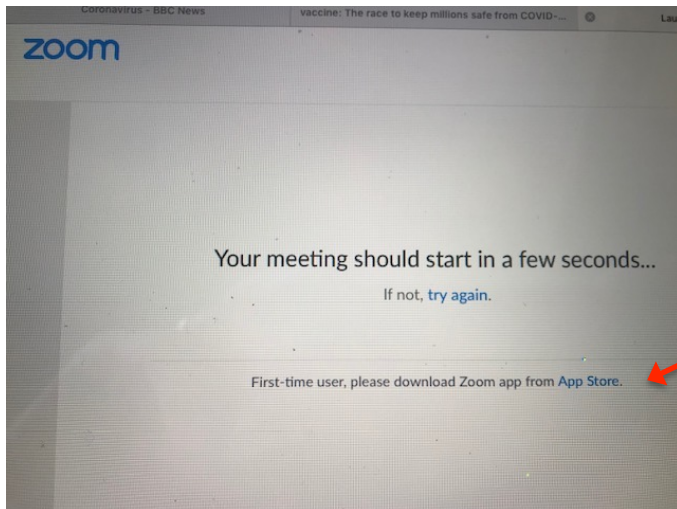 Coronavirus - BBC News
vaccine: The race to keep millions safe from COVID-...
Lau
zoom
Your meeting should start in a few seconds...
If not, try again.
First-time user, please download Zoom app from App Store.